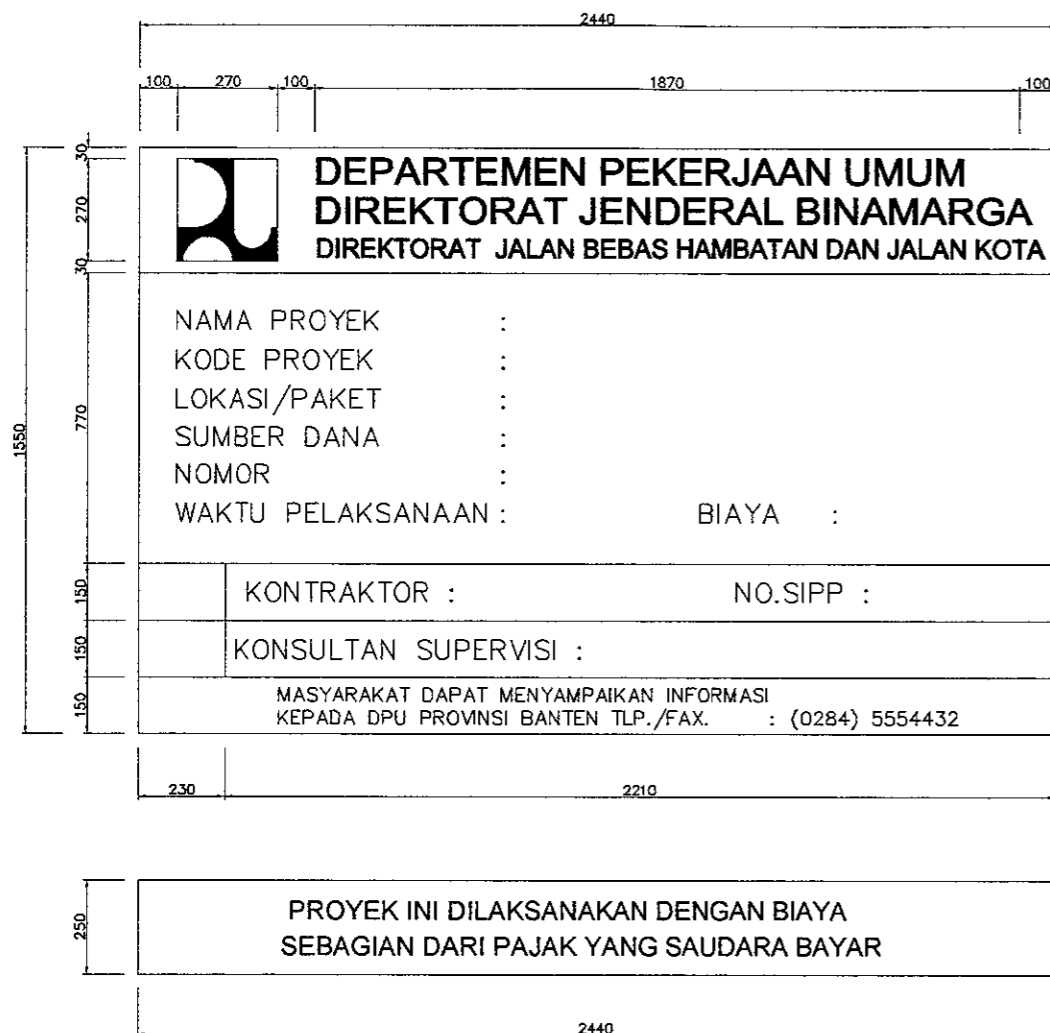 2440
100 270 100 1870 100
30
270
30
770
1550
150
150
150
DEPARTEMEN PEKERJAAN UMUM
DIREKTORAT JENDERAL BINAMARGA
DIREKTORAT JALAN BEBAS HAMBATAN DAN JALAN KOTA
NAMA PROYEK :
KODE PROYEK :
LOKASI/PAKET :
SUMBER DANA :
NOMOR :
WAKTU PELAKSANAAN : BIAYA :
KONTRAKTOR : NO.SIPP :
KONSULTAN SUPERVISI :
MASYARAKAT DAPAT MENYAMPAIKAN INFORMASI
KEPADA DPU PROVINSI BANTEN TLP./FAX. : (0284) 5554432
230 2210
250
PROYEK INI DILAKSANAKAN DENGAN BIAYA
SEBAGIAN DARI PAJAK YANG SAUDARA BAYAR
2440